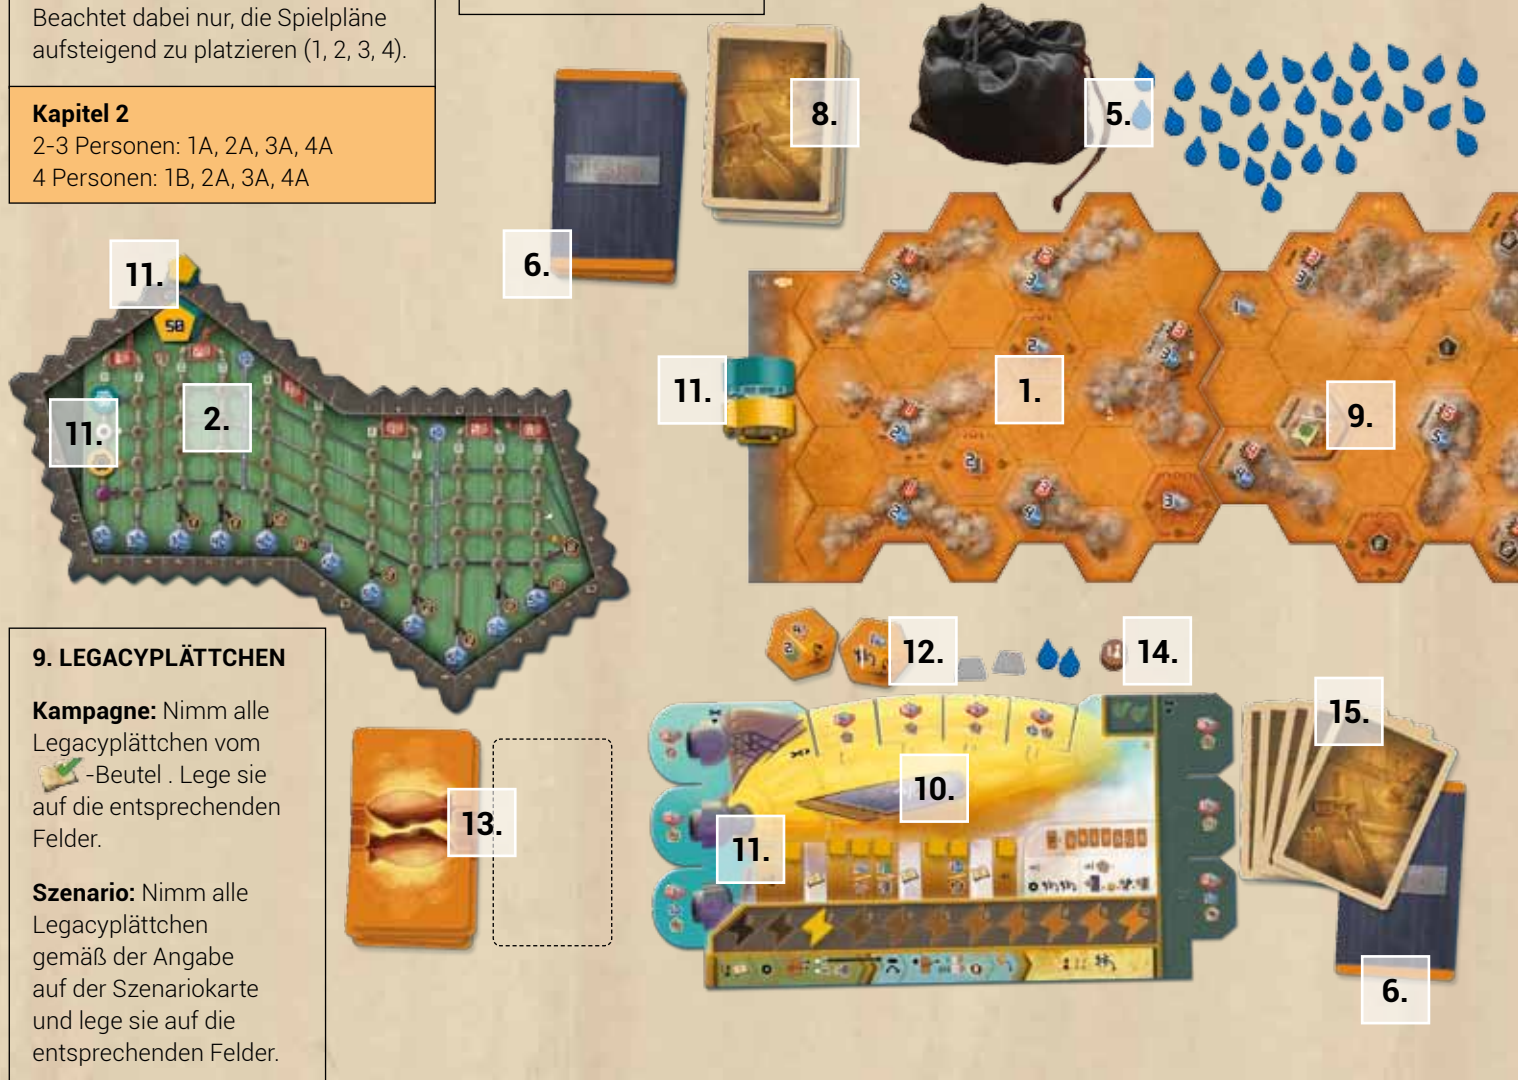 Beachtet dabei nur, die Spielpläne
aufsteigend zu platzieren (1, 2, 3, 4).
Kapitel 2
2-3 Personen: 1A, 2A, 3A, 4A
4 Personen: 1B, 2A, 3A, 4A
8.
5.
6.
11.
50
11.
2.
11.
1.
9.
9. LEGACYPLÄTTCHEN
Kampagne: Nimm alle
Legacyplättchen vom
-Beutel . Lege sie
auf die entsprechenden
Felder.
Szenario: Nimm alle
Legacyplättchen
gemäß der Angabe
auf der Szenariokarte
und lege sie auf die
entsprechenden Felder.
12.
14.
15.
10.
13.
11.
6.